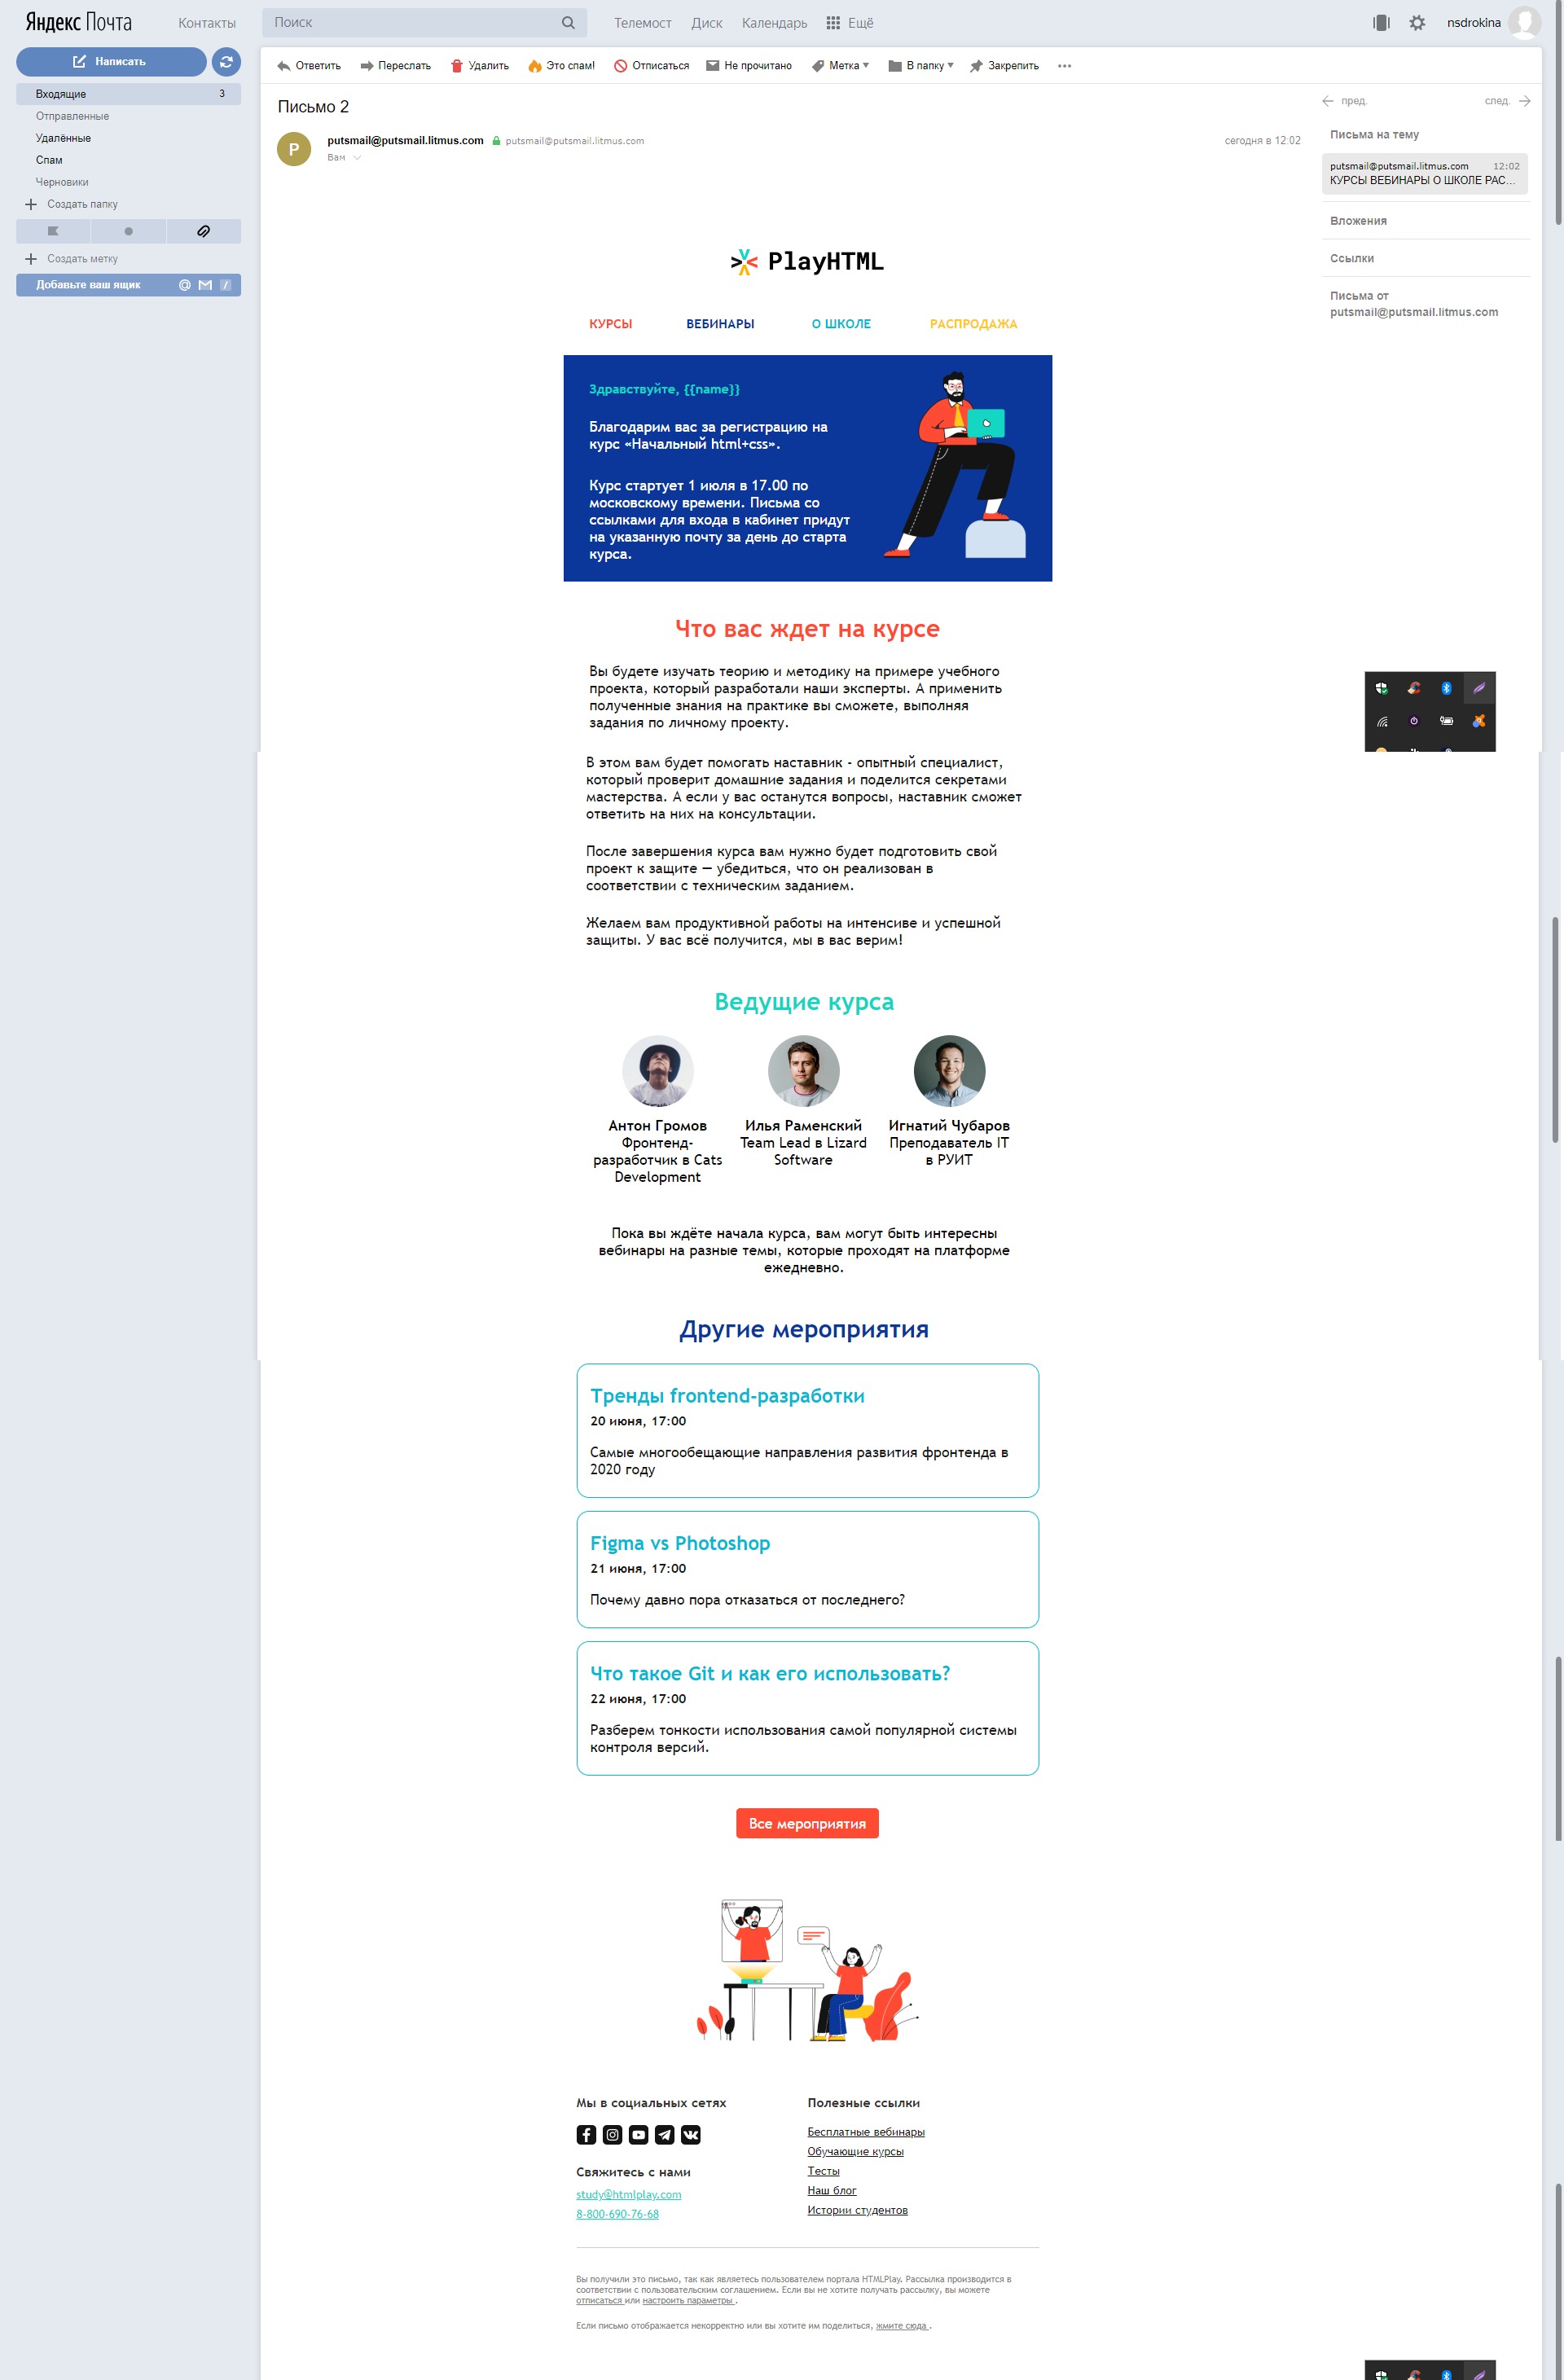 Яндекс Почта
Контакты
Поиск
Телемост
Диск
Календарь
Ещё
nsdrokina
Написать
Входящие 3
Отправленные
Удалённые
Спам
Черновики
Создать папку
Создать метку
Добавьте ваш ящик
Ответить
Переслать
Удалить
Это спам!
Отписаться
Не прочитано
Метка
В папку
Закрепить
Письмо 2
P
putsmail@putsmail.litmus.com putsmail@putsmail.litmus.com
сегодня в 12:02
Вам
пред. след.
Письма на тему
putsmail@putsmail.litmus.com 12:02
КУРСЫ ВЕБИНАРЫ О ШКОЛЕ РАС...
Вложения
Ссылки
Письма от
putsmail@putsmail.litmus.com
PlayHTML
КУРСЫ ВЕБИНАРЫ О ШКОЛЕ РАСПРОДАЖА
Здравствуйте, {{name}}
Благодарим вас за регистрацию на
курс «Начальный html+css».
Курс стартует 1 июля в 17.00 по
московскому времени. Письма со
ссылками для входа в кабинет придут
на указанную почту за день до старта
курса.
Что вас ждет на курсе
Вы будете изучать теорию и методику на примере учебного
проекта, который разработали наши эксперты. А применить
полученные знания на практике вы сможете, выполняя
задания по личному проекту.
В этом вам будет помогать наставник - опытный специалист,
который проверит домашние задания и поделится секретами
мастерства. А если у вас останутся вопросы, наставник сможет
ответить на них на консультации.
После завершения курса вам нужно будет подготовить свой
проект к защите — убедиться, что он реализован в
соответствии с техническим заданием.
Желаем вам продуктивной работы на интенсиве и успешной
защиты. У вас всё получится, мы в вас верим!
Ведущие курса
Антон Громов
Фронтенд-
разработчик в Cats
Development
Илья Раменский
Team Lead в Lizard
Software
Игнатий Чубаров
Преподаватель IT
в РУИТ
Пока вы ждёте начала курса, вам могут быть интересны
вебинары на разные темы, которые проходят на платформе
ежедневно.
Другие мероприятия
Тренды frontend-разработки
20 июня, 17:00
Самые многообещающие направления развития фронтенда в
2020 году
Figma vs Photoshop
21 июня, 17:00
Почему давно пора отказаться от последнего?
Что такое Git и как его использовать?
22 июня, 17:00
Разберем тонкости использования самой популярной системы
контроля версий.
Все мероприятия
Мы в социальных сетях
Свяжитесь с нами
study@htmlplay.com
8-800-690-76-68
Полезные ссылки
Бесплатные вебинары
Обучающие курсы
Тесты
Наш блог
Истории студентов
Вы получили это письмо, так как являетесь пользователем портала HTMLPlay. Рассылка производится в
соответствии с пользовательским соглашением. Если вы не хотите получать рассылку, вы можете
отписаться или настроить параметры .
Если письмо отображается некорректно или вы хотите им поделиться, жмите сюда .